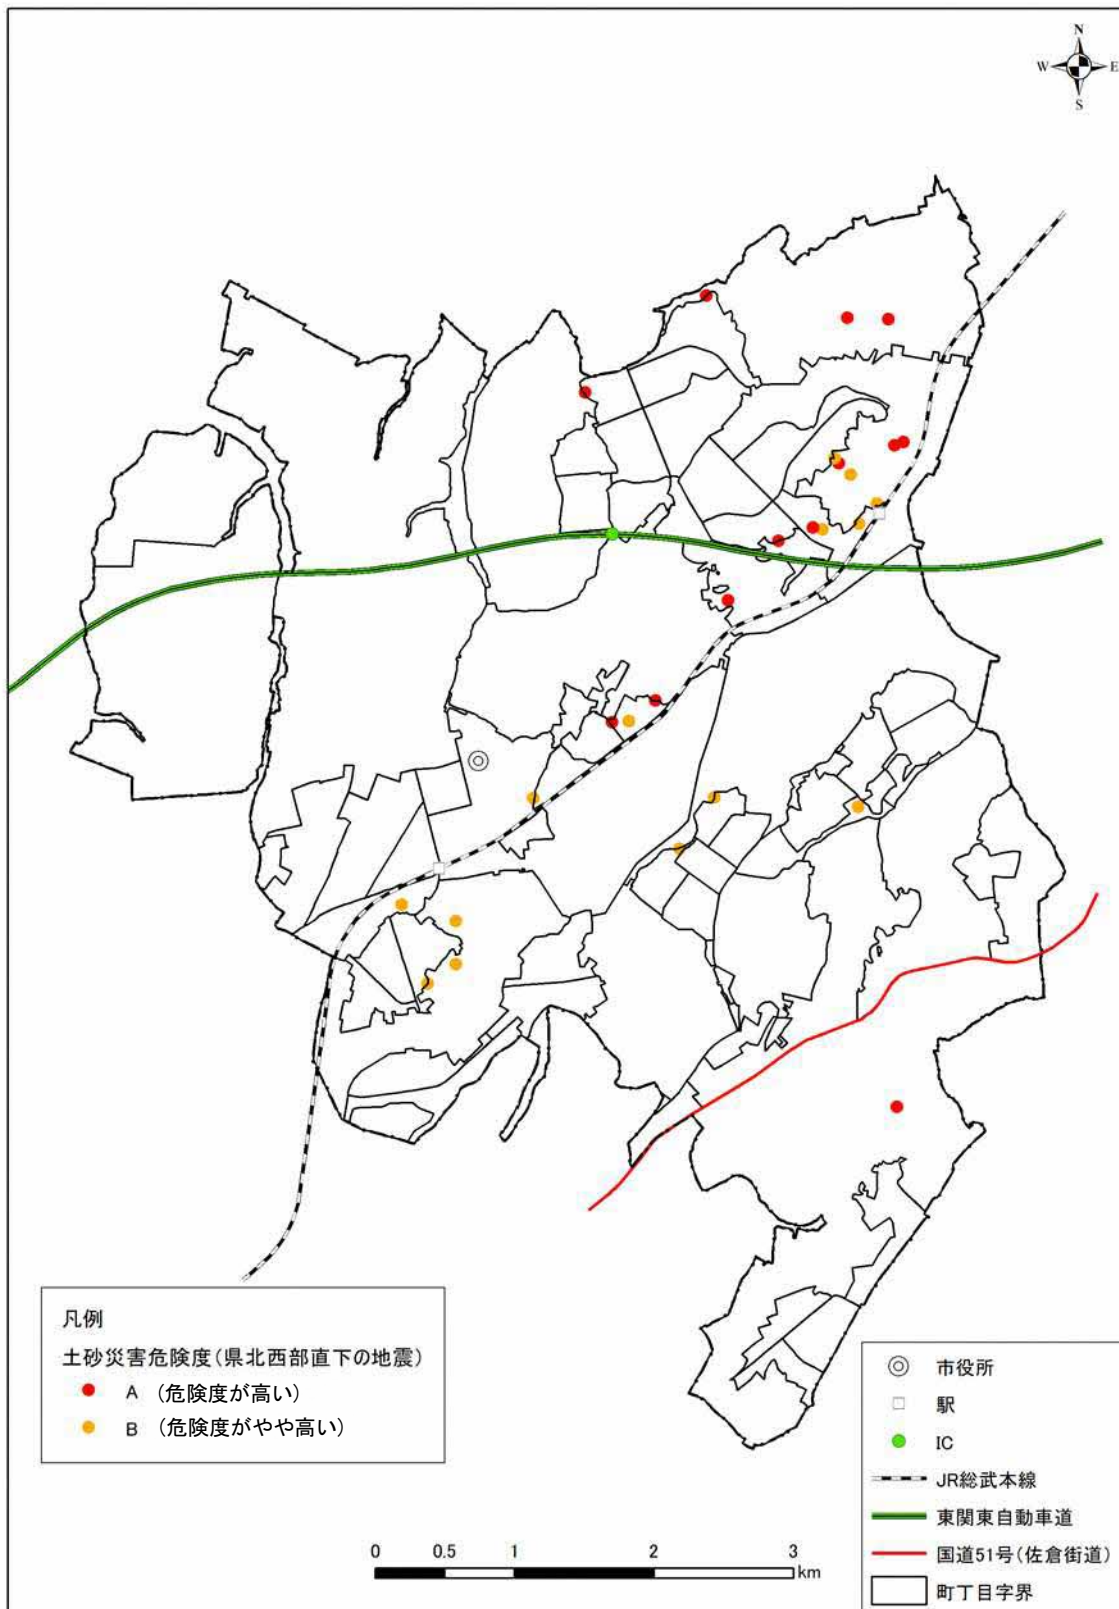 N
W E
S
凡例
土砂災害危険度(県北西部直下の地震)
A (危険度が高い)
B (危険度がやや高い)
市役所
駅
IC
JR総武本線
東関東自動車道
国道51号(佐倉街道)
町丁目字界
0 0.5 1 2 3
km